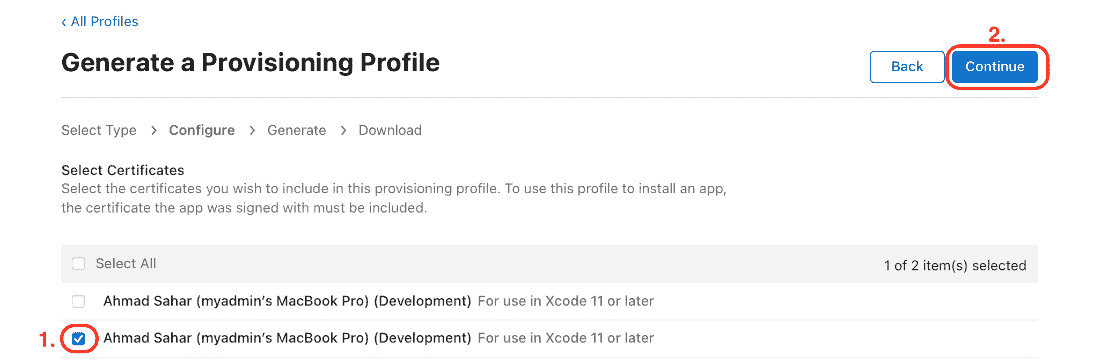 ‹ All Profiles
2.
Generate a Provisioning Profile
Back
Continue
Select Type > Configure > Generate > Download
Select Certificates
Select the certificates you wish to include in this provisioning profile. To use this profile to install an app,
the certificate the app was signed with must be included.
Select All
1 of 2 item(s) selected
Ahmad Sahar (myadmin’s MacBook Pro) (Development) For use in Xcode 11 or later
1.
Ahmad Sahar (myadmin’s MacBook Pro) (Development) For use in Xcode 11 or later